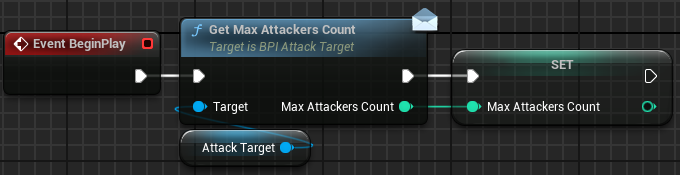 Event BeginPlay
f Get Max Attackers Count
Target is BPI Attack Target
SET
Target
Max Attackers Count
Max Attackers Count
Attack Target